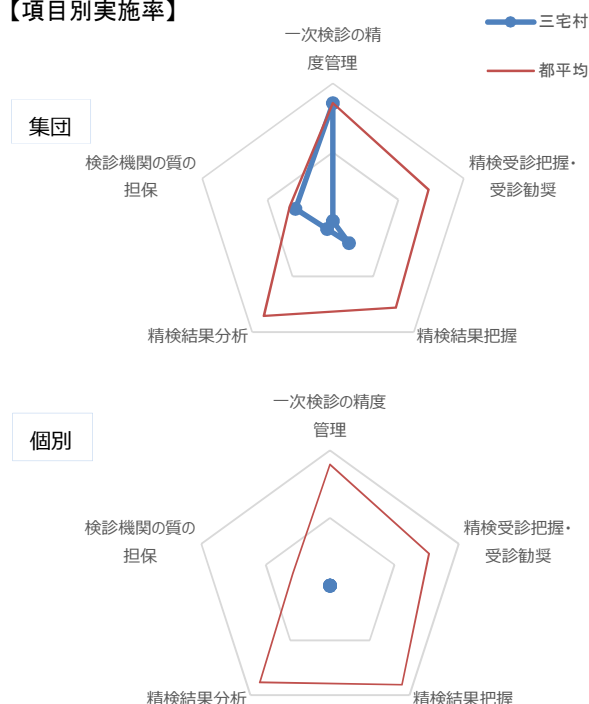 【項目別実施率】
三宅村
都平均
集団
一次検診の精
度管理
検診機関の質の
担保
精検受診把握・
受診勧奨
精検結果分析
精検結果把握
個別
一次検診の精度
管理
検診機関の質の
担保
精検受診把握・
受診勧奨
精検結果分析
精検結果把握